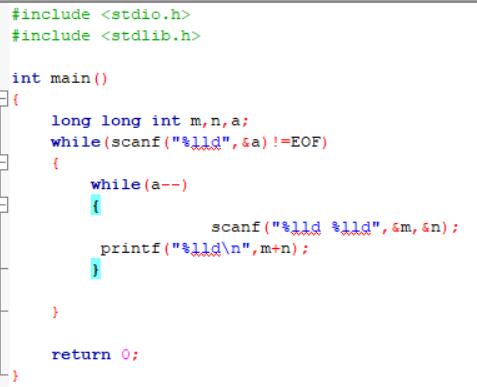 #include <stdio.h>
#include <stdlib.h>
int main()
{
long long int m,n,a;
while(scanf("%lld",&a)!=EOF)
{
while(a--)
{
scanf("%lld %lld",&m,&n);
printf("%lld\n",m+n);
}
}
return 0;
}